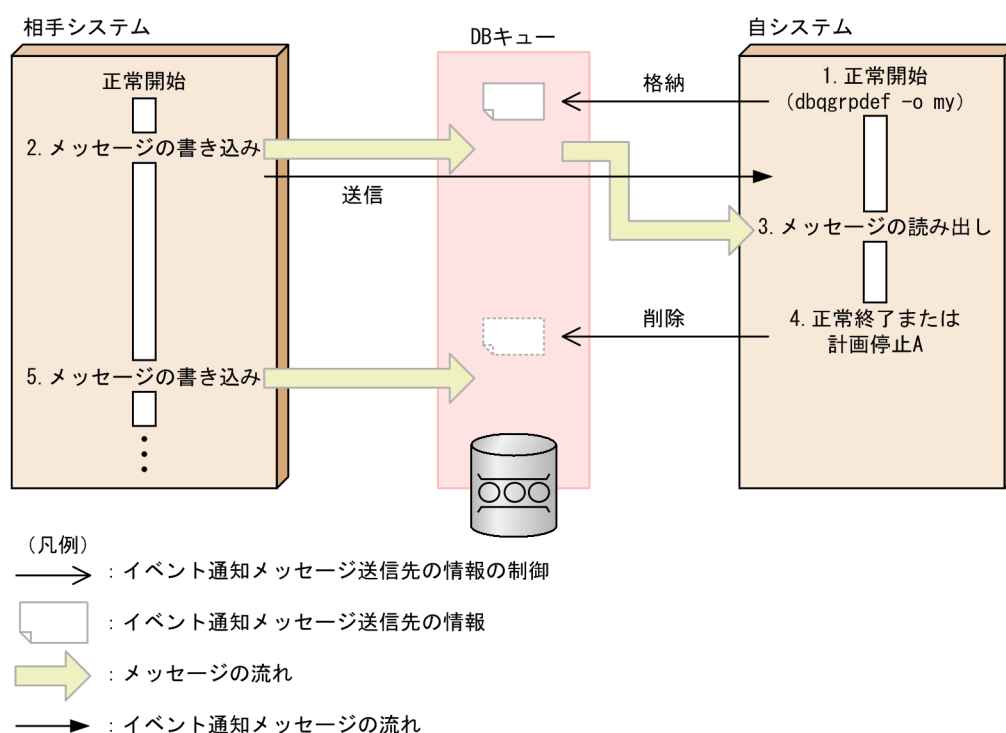 相手システム
DBキュー
自システム
正常開始
格納
1.正常開始
(dbqgrpdef -o my)
2.メッセージの書き込み
送信
3.メッセージの読み出し
削除
4.正常終了または
計画停止A
5.メッセージの書き込み
(凡例)
:イベント通知メッセージ送信先の情報の制御
:イベント通知メッセージ送信先の情報
:メッセージの流れ
:イベント通知メッセージの流れ